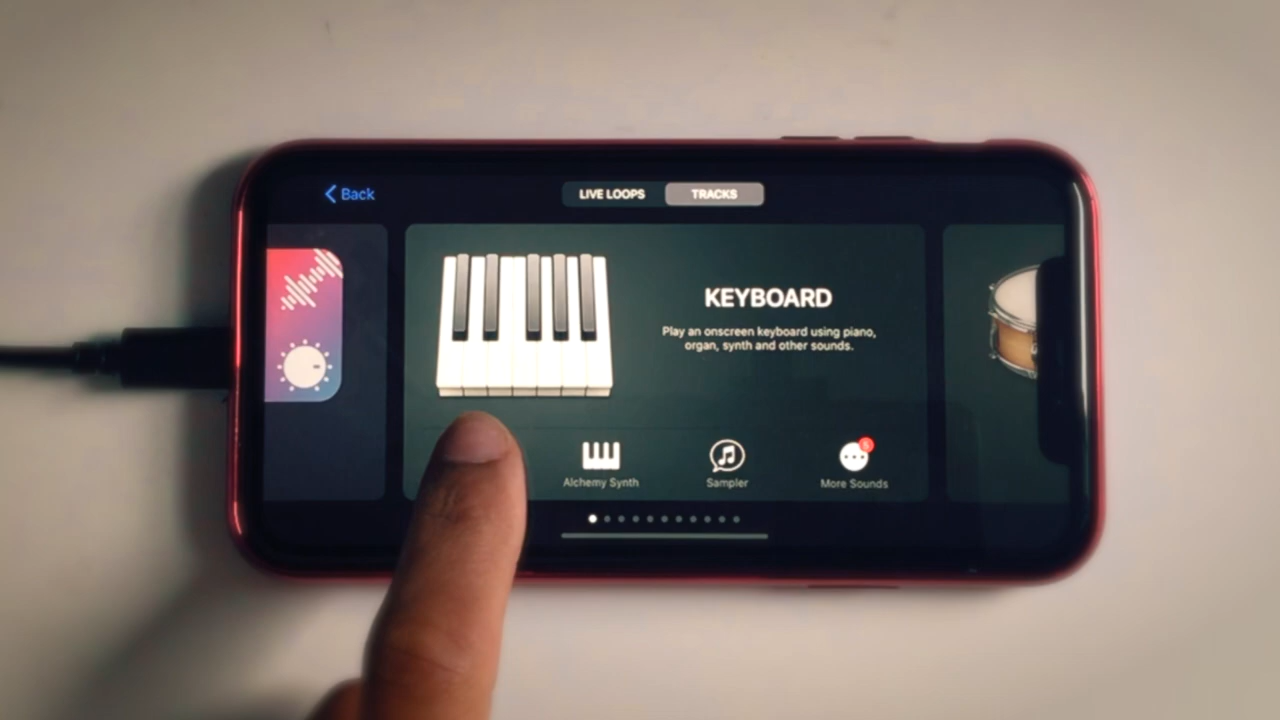 Back
LIVE LOOPS
TRACKS
KEYBOARD
Play an onscreen keyboard using piano,
organ, synth and other sounds.
Alchemy Synth
Sampler
More Sounds